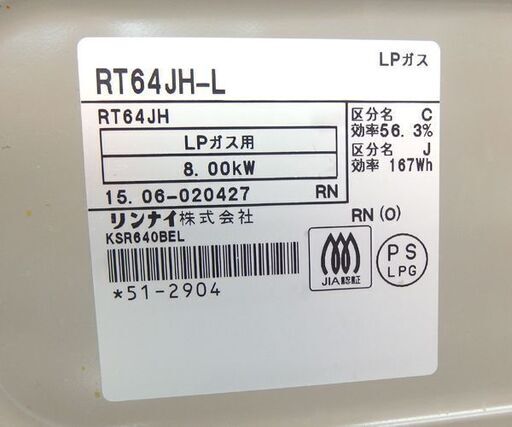 LPガス
RT64JH-L
RT64JH
LPガス用
8.00kW
15.06-020427 RN
区分名 C
効率56.3%
区分名 J
効率 167Wh
リンナイ株式会社
RN(0)
KSR640BEL
*51-2904
JIA認証
PS
LPG